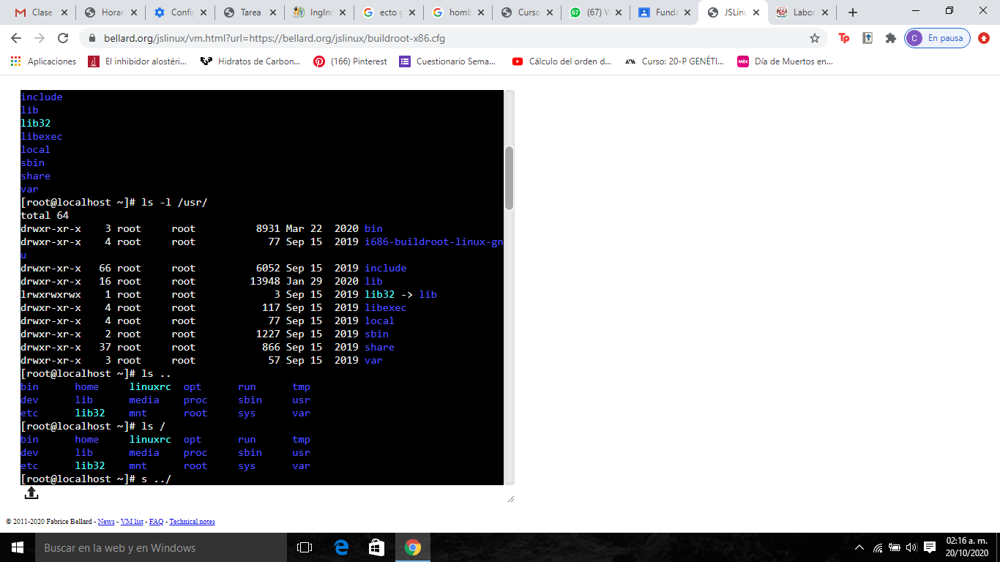 Clase
Horar
Config
Tarea
IngInc
ecto g
homb
Curso
(67) V
Funda
JSLinu
Labor
bellard.org/jslinux/vm.html?url=https://bellard.org/jslinux/buildroot-x86.cfg
C En pausa
Aplicaciones
El inhibidor alostéri...
Hidratos de Carbon...
(166) Pinterest
Cuestionario Sema...
Cálculo del orden d...
Curso: 20-P GENÉTI...
Día de Muertos en...
include
lib
lib32
libexec
local
sbin
share
var
[root@localhost ~]# ls -l /usr/
total 64
drwxr-xr-x    3 root     root          8931 Mar 22  2020 bin
drwxr-xr-x    4 root     root            77 Sep 15  2019 i686-buildroot-linux-gn
u
drwxr-xr-x   66 root     root          6052 Sep 15  2019 include
drwxr-xr-x   16 root     root         13948 Jan 29  2020 lib
lrwxrwxrwx    1 root     root             3 Sep 15  2019 lib32 -> lib
drwxr-xr-x    4 root     root           117 Sep 15  2019 libexec
drwxr-xr-x    4 root     root            77 Sep 15  2019 local
drwxr-xr-x    2 root     root          1227 Sep 15  2019 sbin
drwxr-xr-x   37 root     root           866 Sep 15  2019 share
drwxr-xr-x    3 root     root            57 Sep 15  2019 var
[root@localhost ~]# ls ..
bin      home     linuxrc  opt      run      tmp
dev      lib      media    proc     sbin     usr
etc      lib32    mnt      root     sys      var
[root@localhost ~]# ls /
bin      home     linuxrc  opt      run      tmp
dev      lib      media    proc     sbin     usr
etc      lib32    mnt      root     sys      var
[root@localhost ~]# s ../
© 2011-2020 Fabrice Bellard - News - VM list - FAQ - Technical notes
Buscar en la web y en Windows
02:16 a. m.
20/10/2020